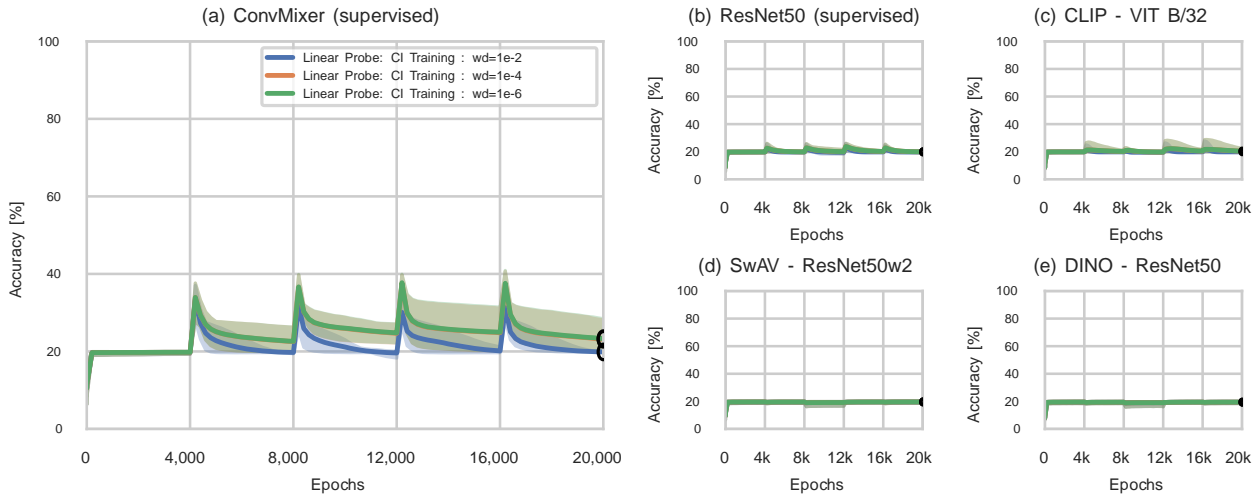 (a) ConvMixer (supervised)
100
80
60
40
20
0
Accuracy [%]
Linear Probe: CI Training : wd=1e-2
Linear Probe: CI Training : wd=1e-4
Linear Probe: CI Training : wd=1e-6
0 4,000 8,000 12,000 16,000 20,000
Epochs
(b) ResNet50 (supervised)
100
80
60
40
20
0
Accuracy [%]
0 4k 8k 12k 16k 20k
Epochs
(c) CLIP - VIT B/32
100
80
60
40
20
0
Accuracy [%]
0 4k 8k 12k 16k 20k
Epochs
(d) SwAV - ResNet50w2
100
80
60
40
20
0
Accuracy [%]
0 4k 8k 12k 16k 20k
Epochs
(e) DINO - ResNet50
100
80
60
40
20
0
Accuracy [%]
0 4k 8k 12k 16k 20k
Epochs